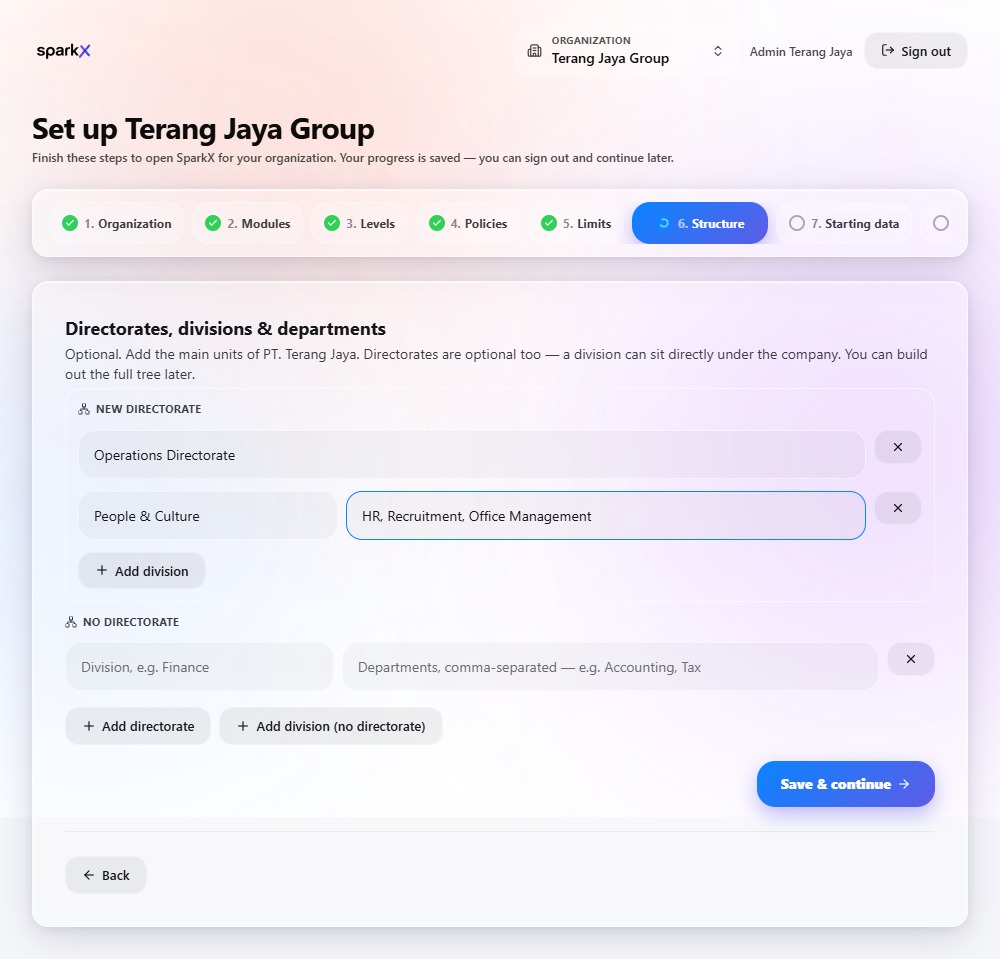 sparkX
ORGANIZATION
Terang Jaya Group
Admin Terang Jaya
Sign out
Set up Terang Jaya Group
Finish these steps to open SparkX for your organization. Your progress is saved — you can sign out and continue later.
1. Organization
2. Modules
3. Levels
4. Policies
5. Limits
6. Structure
7. Starting data
Directorates, divisions & departments
Optional. Add the main units of PT. Terang Jaya. Directorates are optional too — a division can sit directly under the company. You can build
out the full tree later.
NEW DIRECTORATE
Operations Directorate
People & Culture
HR, Recruitment, Office Management
Add division
NO DIRECTORATE
Division, e.g. Finance
Departments, comma-separated — e.g. Accounting, Tax
Add directorate
Add division (no directorate)
Save & continue
Back